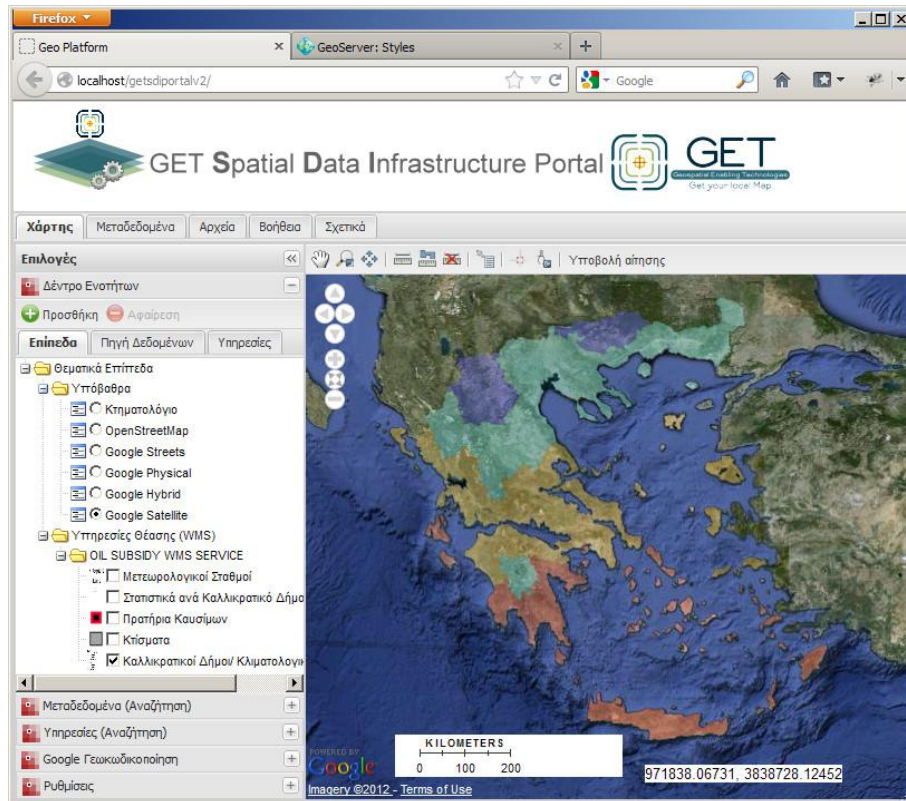 Firefox
Geo Platform
GeoServer: Styles
localhost/getsdiportalv2/
Google
GET Spatial Data Infrastructure Portal
GET
Geospatial Enabling Technologies
Get your local Map
Χάρτης
Μεταδεδομένα
Αρχεία
Βοήθεια
Σχετικά
Επιλογές
Υποβολή αίτησης
Δέντρο Ενοτήτων
Προσθήκη
Αφαίρεση
Επίπεδα
Πηγή Δεδομένων
Υπηρεσίες
Θεματικά Επίπεδα
Υπόβαθρα
Κτηματολόγιο
OpenStreetMap
Google Streets
Google Physical
Google Hybrid
Google Satellite
Υπηρεσίες Θέασης (WMS)
OIL SUBSIDY WMS SERVICE
Μετεωρολογικοί Σταθμοί
Στατιστικά ανά Καλλικρατικό Δήμο
Πρατήρια Καυσίμων
Κτίσματα
Καλλικρατικοί Δήμοι/ Κλιματολογικ
Μεταδεδομένα (Αναζήτηση)
Υπηρεσίες (Αναζήτηση)
Google Γεωκωδικοποίηση
Ρυθμίσεις
POWERED BY
Google
KILOMETERS
0 100 200
Imagery ©2012 - Terms of Use
971838.06731, 3838728.12452